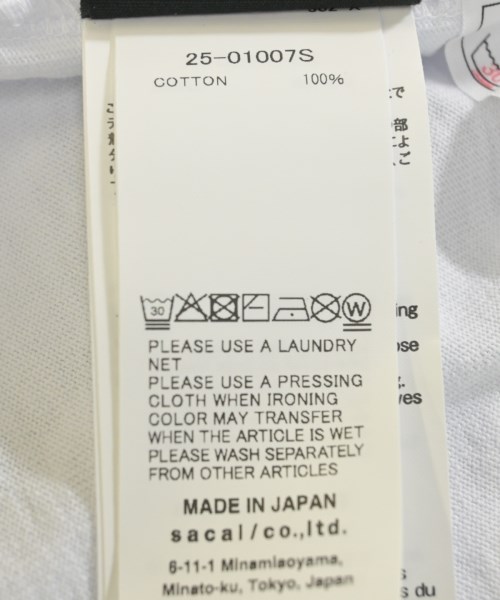 25-01007S
COTTON 100%
30
W
PLEASE USE A LAUNDRY
NET
PLEASE USE A PRESSING
CLOTH WHEN IRONING
COLOR MAY TRANSFER
WHEN THE ARTICLE IS WET
PLEASE WASH SEPARATELY
FROM OTHER ARTICLES
MADE IN JAPAN
sacai/co.,ltd.
6-11-1 Minamiaoyama,
Minato-ku, Tokyo, Japan